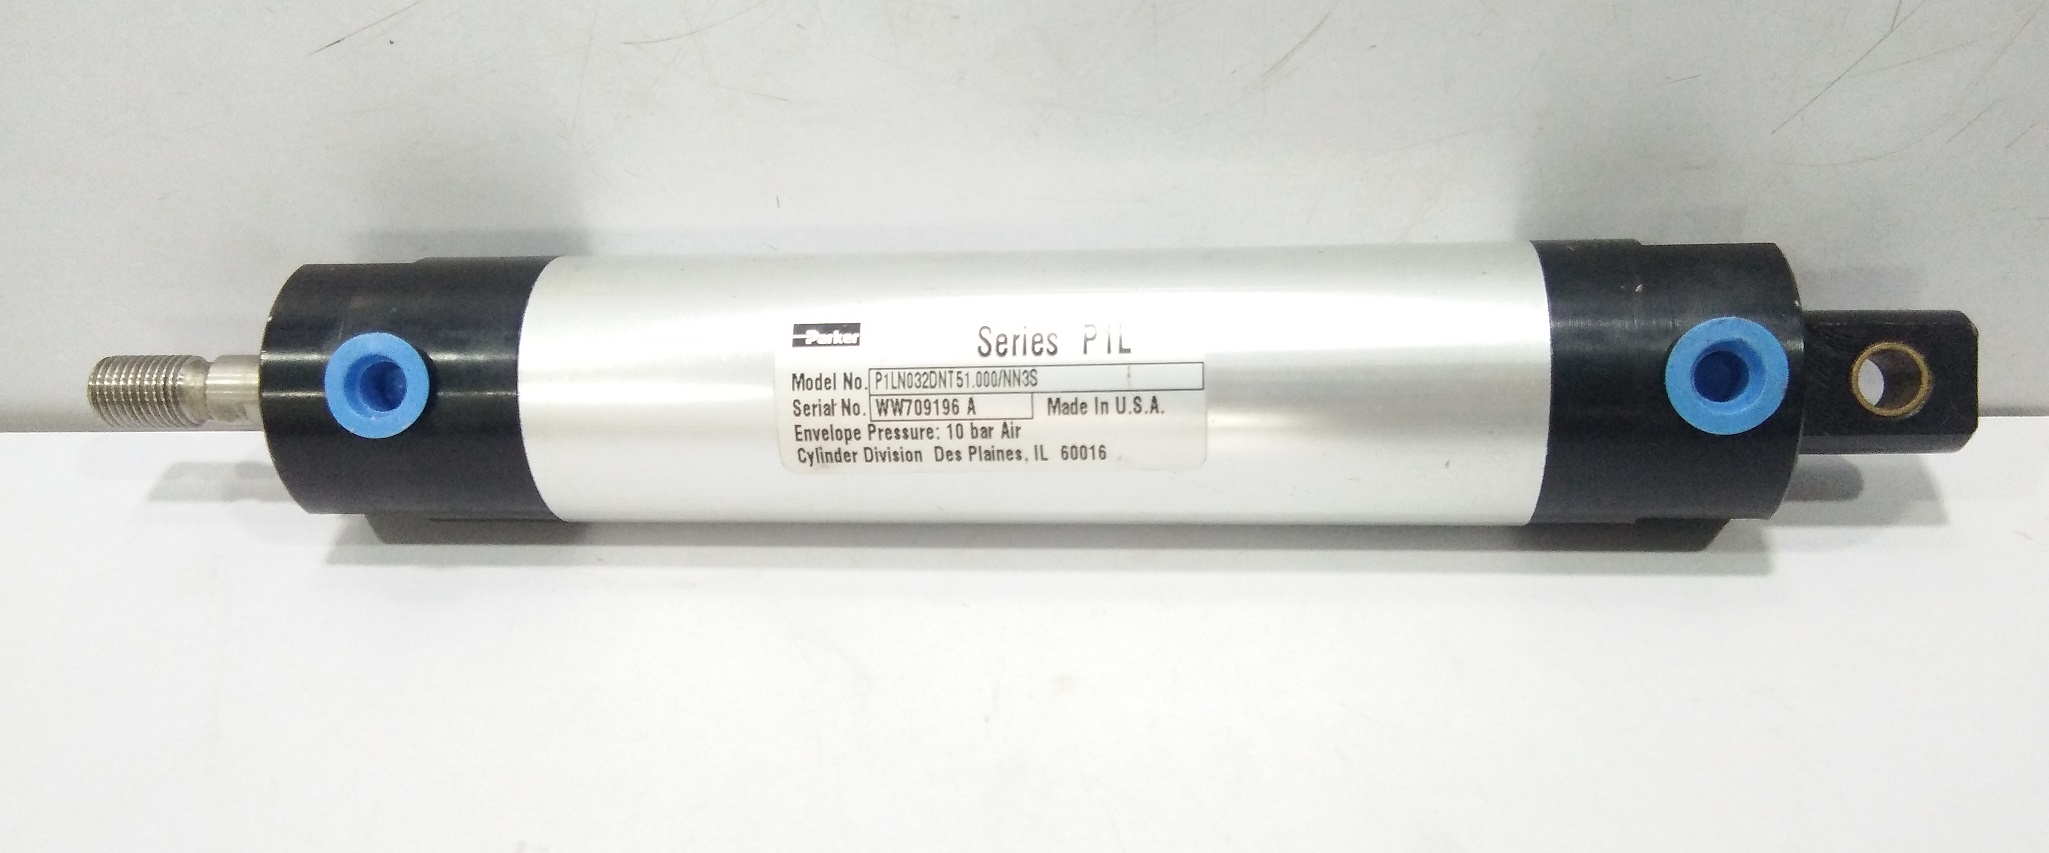 Parker
Series P1L
Model No. P1LN032DNT51.000/NN3S
Serial No. WW709196 A Made In U.S.A.
Envelope Pressure: 10 bar Air
Cylinder Division Des Plaines, IL 60016